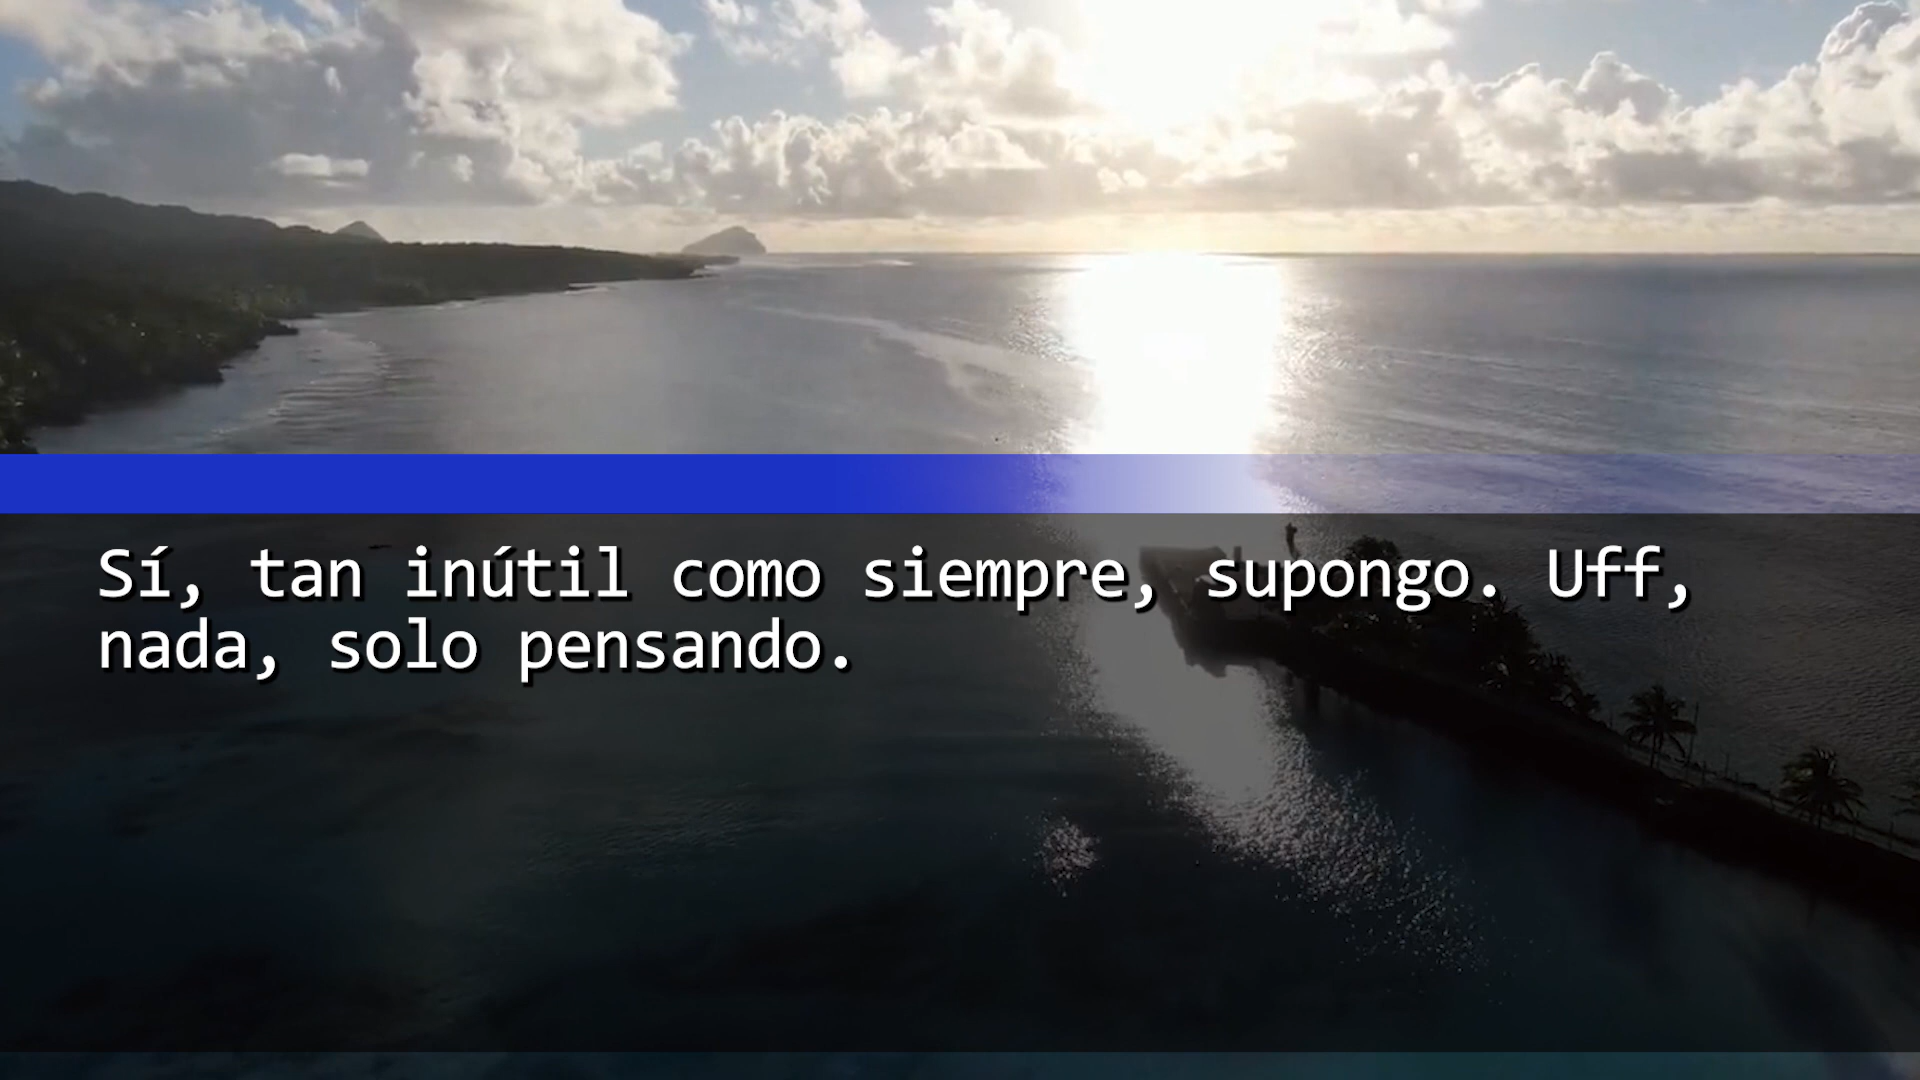 Sí, tan inútil como siempre, supongo. Uff,
nada, solo pensando.